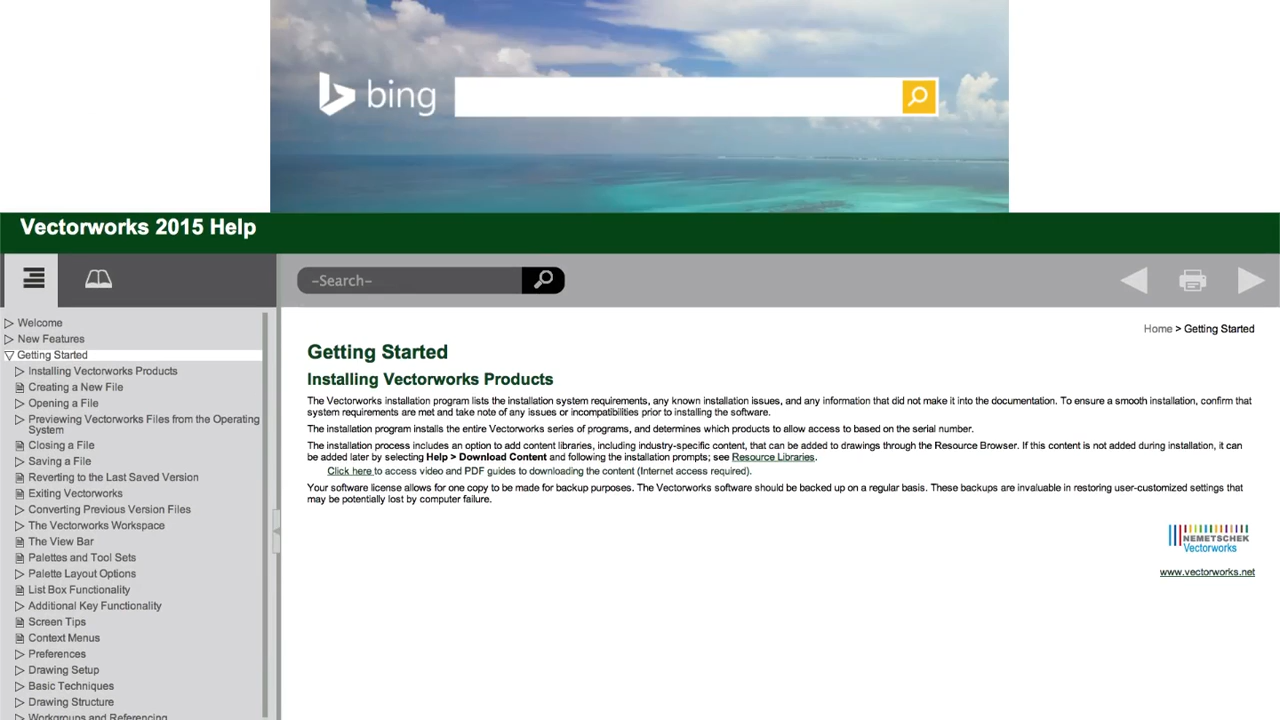 bing
Vectorworks 2015 Help
-Search-
Home > Getting Started
Welcome
New Features
Getting Started
Installing Vectorworks Products
Creating a New File
Opening a File
Previewing Vectorworks Files from the Operating
System
Closing a File
Saving a File
Reverting to the Last Saved Version
Exiting Vectorworks
Converting Previous Version Files
The Vectorworks Workspace
The View Bar
Palettes and Tool Sets
Palette Layout Options
List Box Functionality
Additional Key Functionality
Screen Tips
Context Menus
Preferences
Drawing Setup
Basic Techniques
Drawing Structure
Workgroups and Referencing
Getting Started
Installing Vectorworks Products
The Vectorworks installation program lists the installation system requirements, any known installation issues, and any information that did not make it into the documentation. To ensure a smooth installation, confirm that
system requirements are met and take note of any issues or incompatibilities prior to installing the software.
The installation program installs the entire Vectorworks series of programs, and determines which products to allow access to based on the serial number.
The installation process includes an option to add content libraries, including industry-specific content, that can be added to drawings through the Resource Browser. If this content is not added during installation, it can
be added later by selecting Help > Download Content and following the installation prompts; see Resource Libraries.
Click here to access video and PDF guides to downloading the content (Internet access required).
Your software license allows for one copy to be made for backup purposes. The Vectorworks software should be backed up on a regular basis. These backups are invaluable in restoring user-customized settings that
may be potentially lost by computer failure.
NEMETSCHEK
Vectorworks
www.vectorworks.net